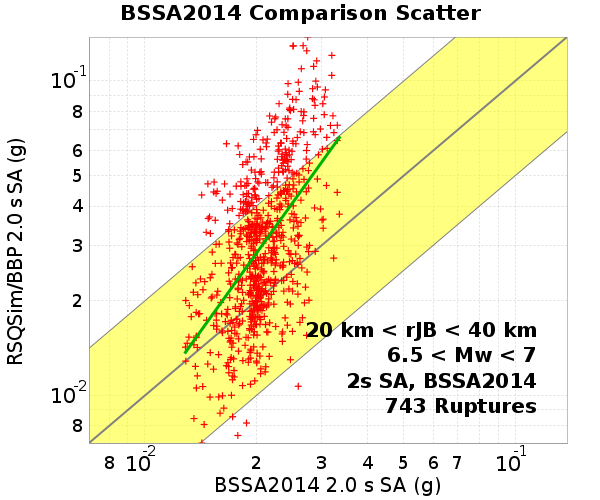 BSSA2014 Comparison Scatter
RSQSim/BBP 2.0 s SA (g)
10⁻¹
8
6
5
4
3
2
10⁻²
8
20 km < rJB < 40 km
6.5 < Mw < 7
2s SA, BSSA2014
743 Ruptures
8 10⁻² 2 3 4 5 6 7 10⁻¹
BSSA2014 2.0 s SA (g)